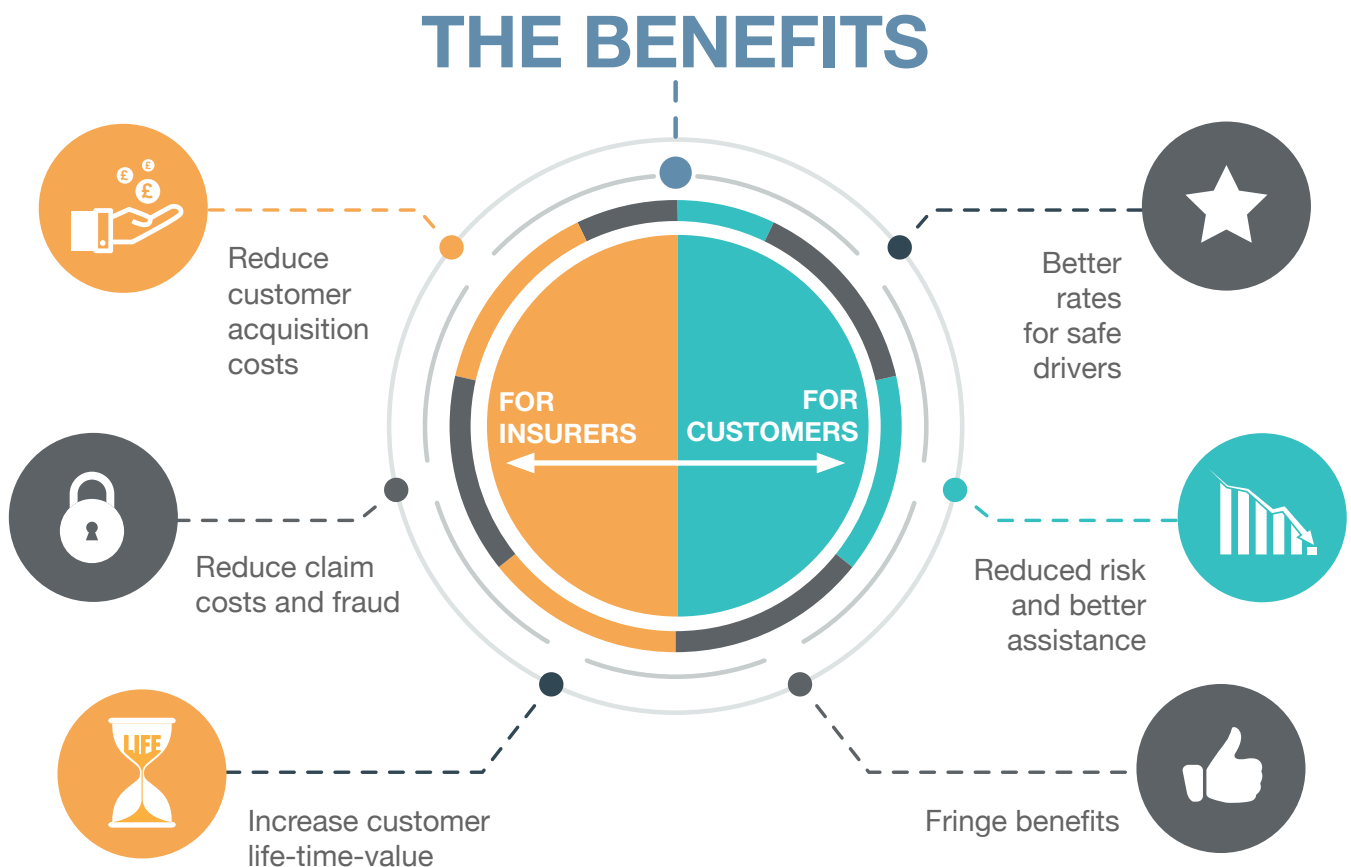 THE BENEFITS
£
£
£
Reduce
customer
acquisition
costs
Better
rates
for safe
drivers
FOR
INSURERS
FOR
CUSTOMERS
Reduce claim
costs and fraud
Reduced risk
and better
assistance
LIFE
Increase customer
life-time-value
Fringe benefits